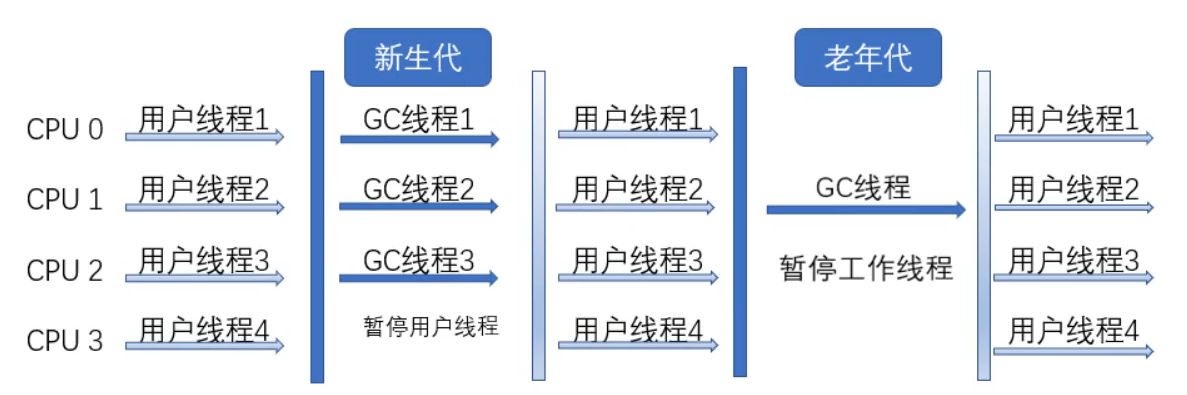 新生代
老年代
CPU 0 用户线程1 GC线程1 用户线程1 用户线程1
CPU 1 用户线程2 GC线程2 用户线程2 GC线程 用户线程2
CPU 2 用户线程3 GC线程3 用户线程3 暂停工作线程 用户线程3
CPU 3 用户线程4 暂停用户线程 用户线程4 用户线程4